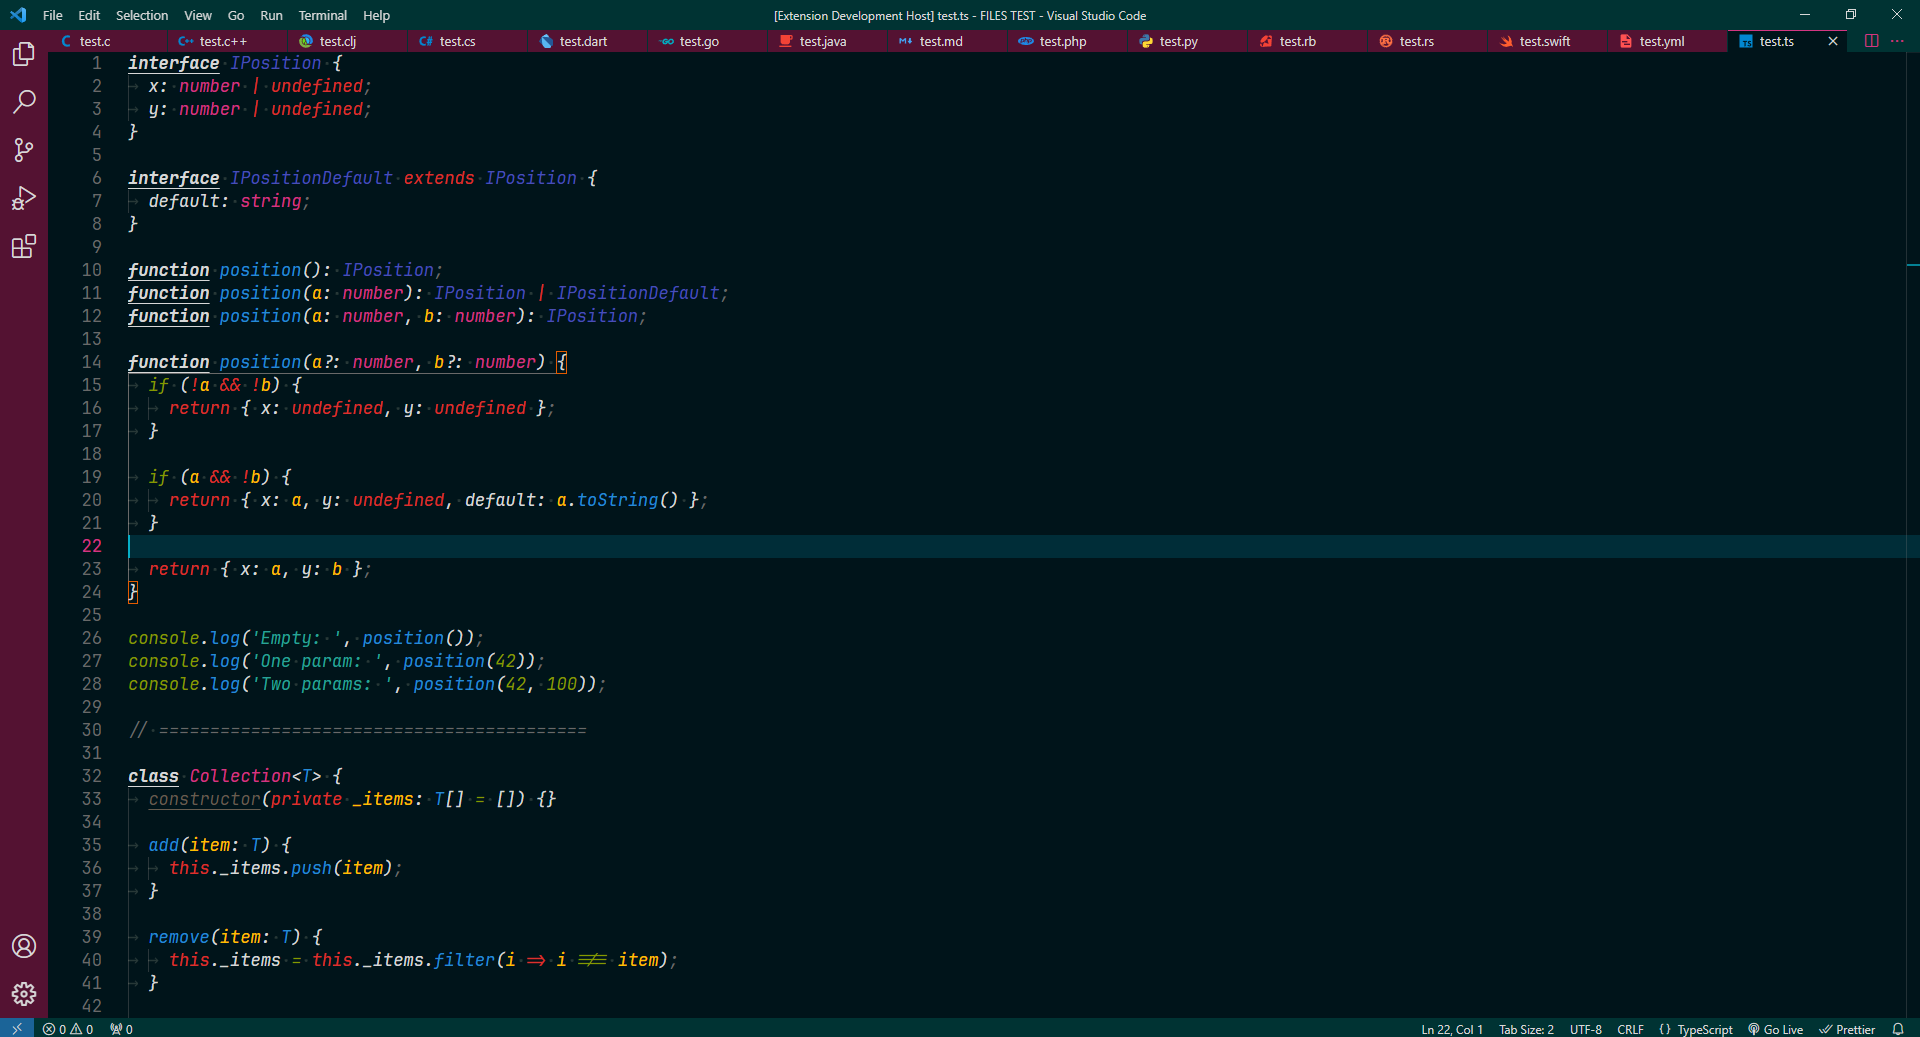 File Edit Selection View Go Run Terminal Help [Extension Development Host] test.ts - FILES TEST - Visual Studio Code
test.c test.c++ test.clj test.cs test.dart test.go test.java test.md test.php test.py test.rb test.rs test.swift test.yml test.ts
1 interface IPosition {
2 x: number | undefined;
3 y: number | undefined;
4 }
5
6 interface IPositionDefault extends IPosition {
7 default: string;
8 }
9
10 function position(): IPosition;
11 function position(a: number): IPosition | IPositionDefault;
12 function position(a: number, b: number): IPosition;
13
14 function position(a?: number, b?: number) {
15 if (!a && !b) {
16 return { x: undefined, y: undefined };
17 }
18
19 if (a && !b) {
20 return { x: a, y: undefined, default: a.toString() };
21 }
22
23 return { x: a, y: b };
24 }
25
26 console.log('Empty: ', position());
27 console.log('One param: ', position(42));
28 console.log('Two params: ', position(42, 100));
29
30 // ==========================================
31
32 class Collection<T> {
33 constructor(private _items: T[] = []) {}
34
35 add(item: T) {
36 this._items.push(item);
37 }
38
39 remove(item: T) {
40 this._items = this._items.filter(i => i !== item);
41 }
42
0 0 0 Ln 22, Col 1 Tab Size: 2 UTF-8 CRLF {} TypeScript Go Live Prettier